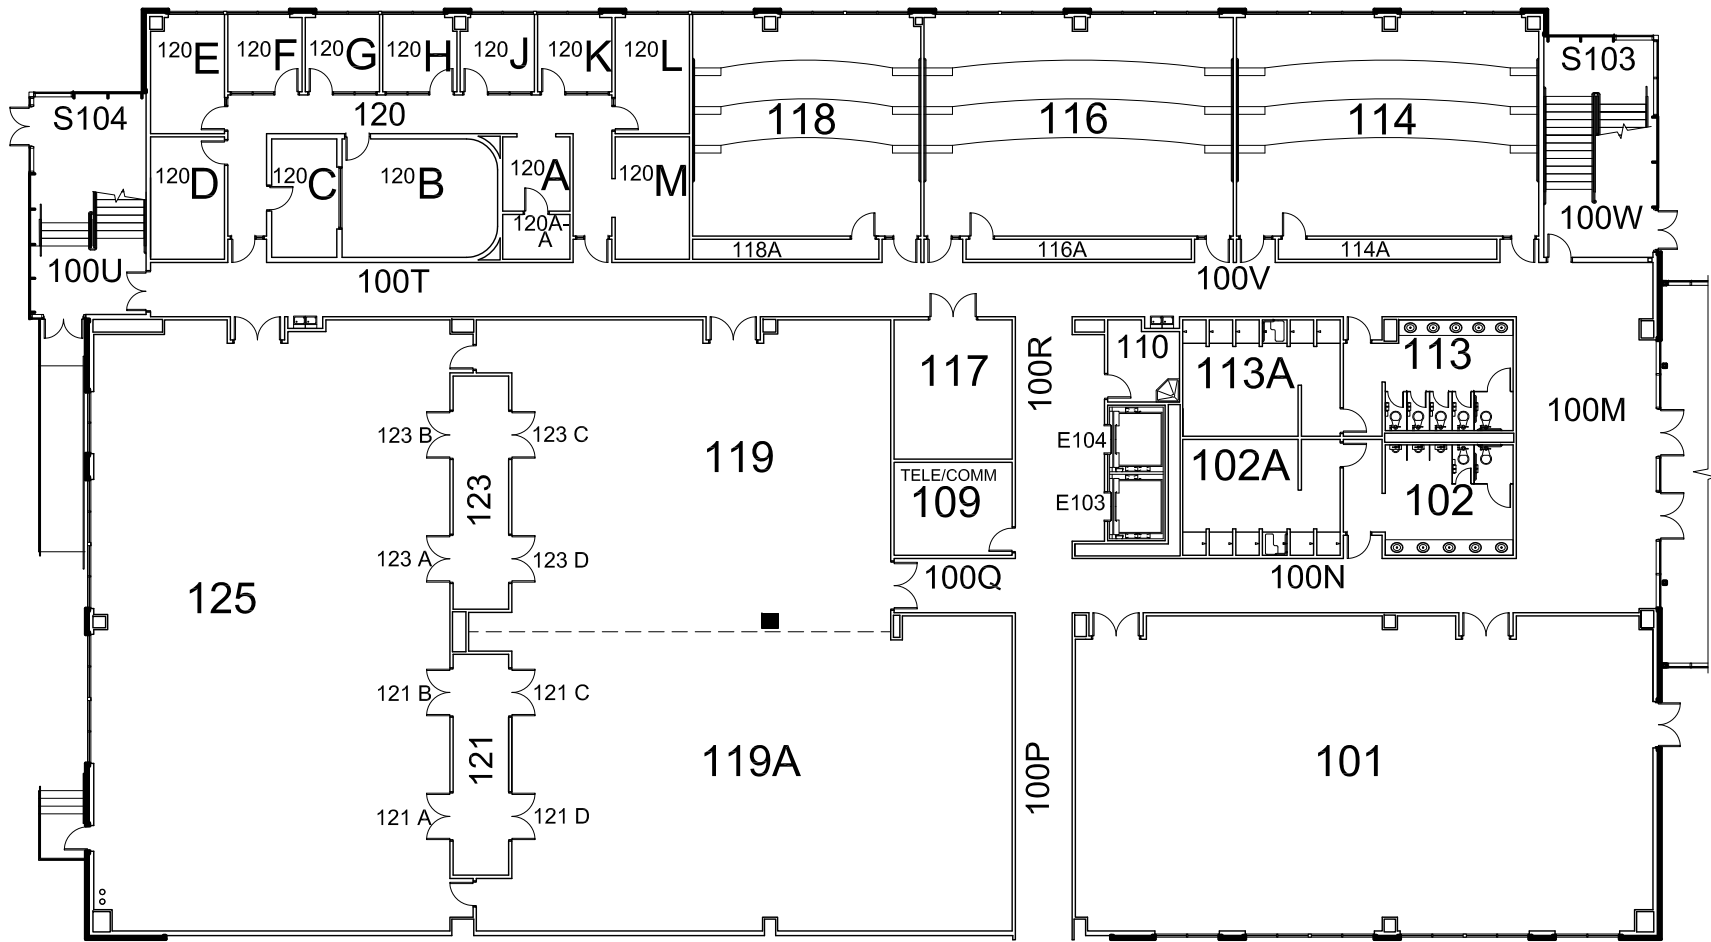 120E
120F
120G
120H
120J
120K
120L
S103
S104
120
118
116
114
120D
120C
120B
120A
120M
120A-
A
100W
118A
116A
114A
100U
100T
100V
110
113
117
113A
100R
100M
123 B
123 C
E104
119
102A
TELE/COMM
109
123
E103
102
123 A
123 D
100Q
100N
125
121 B
121 C
121
119A
100P
101
121 A
121 D